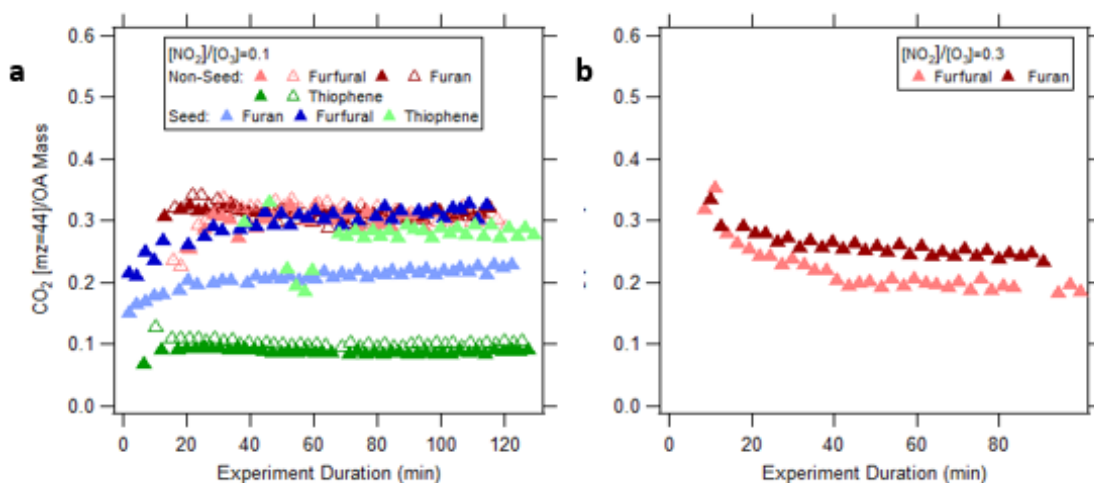 a
CO₂ [mz=44]/OA Mass
0.6
0.5
0.4
0.3
0.2
0.1
0.0
[NO₂]/[O₃]=0.1
Non-Seed: Furfural Furan
Thiophene
Seed: Furan Furfural Thiophene
0 20 40 60 80 100 120
Experiment Duration (min)
b
0.6
0.5
0.4
0.3
0.2
0.1
0.0
[NO₂]/[O₃]=0.3
Furfural Furan
0 20 40 60 80
Experiment Duration (min)